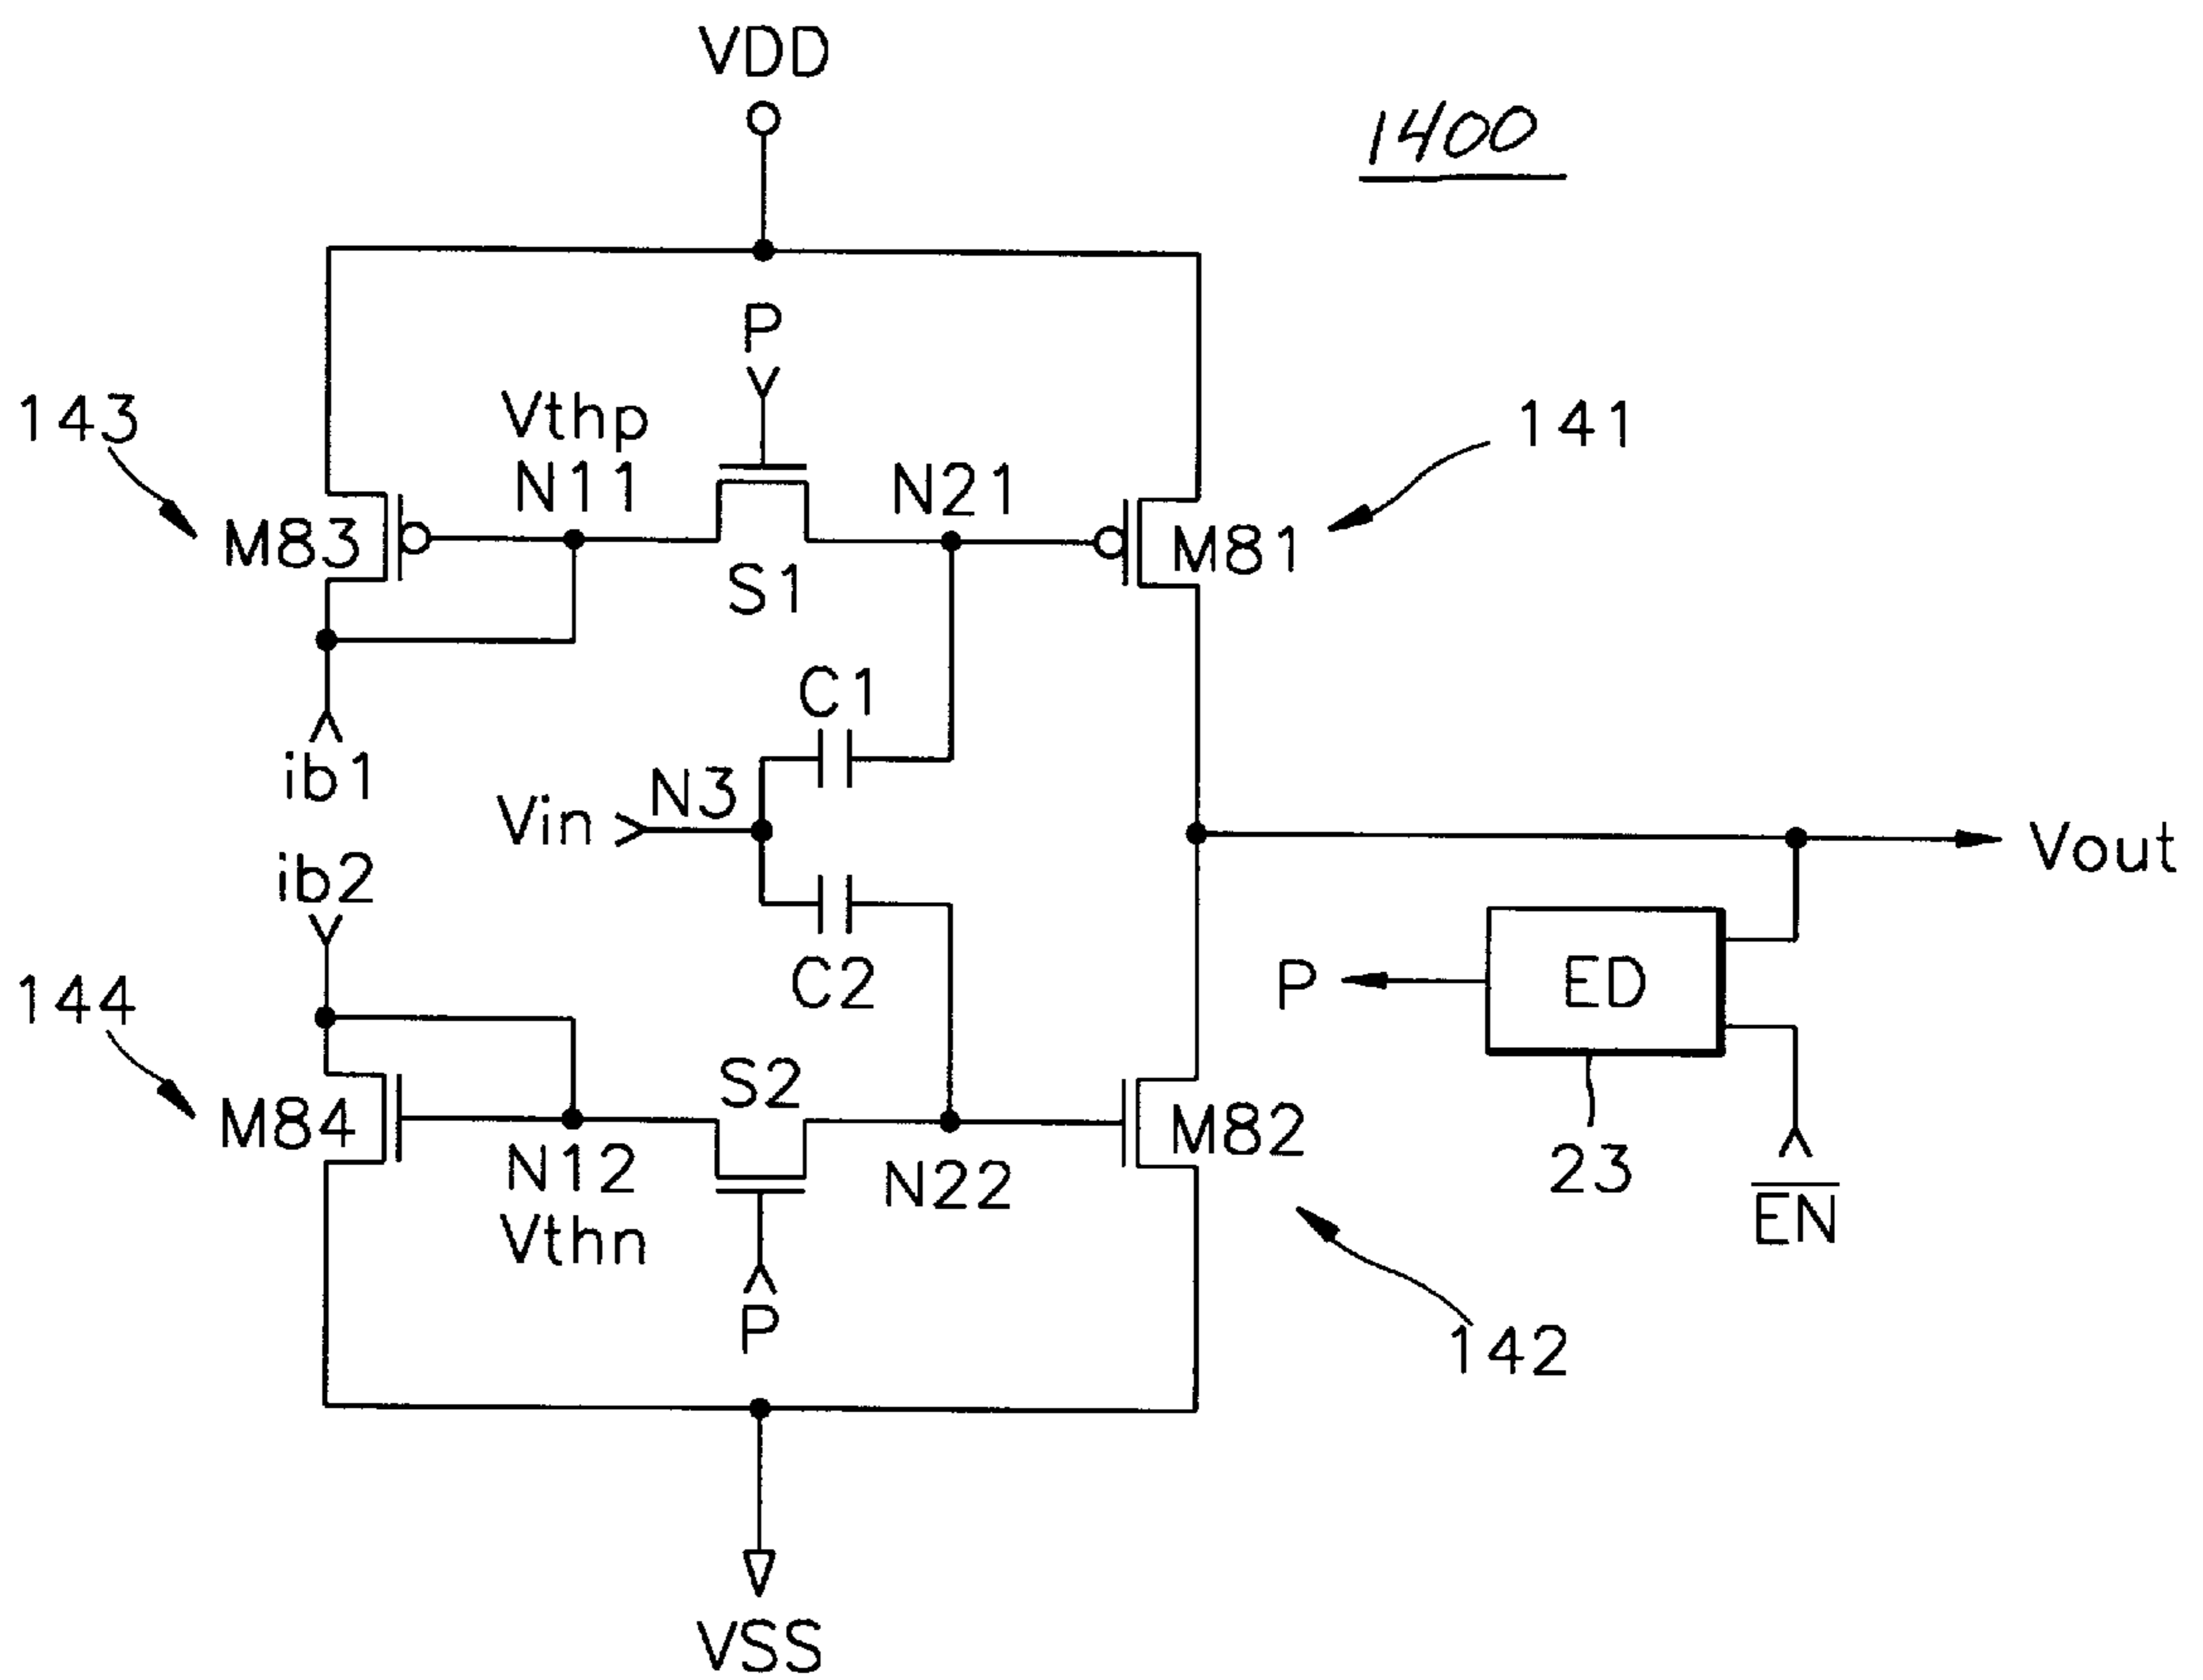 VDD
1400
P
143
Vthp
N11
N21
141
M83
M81
S1
C1
ib1
N3
Vin
Vout
ib2
C2
P
ED
144
S2
M84
M82
N12
N22
23
Vthn
EN
P
142
VSS